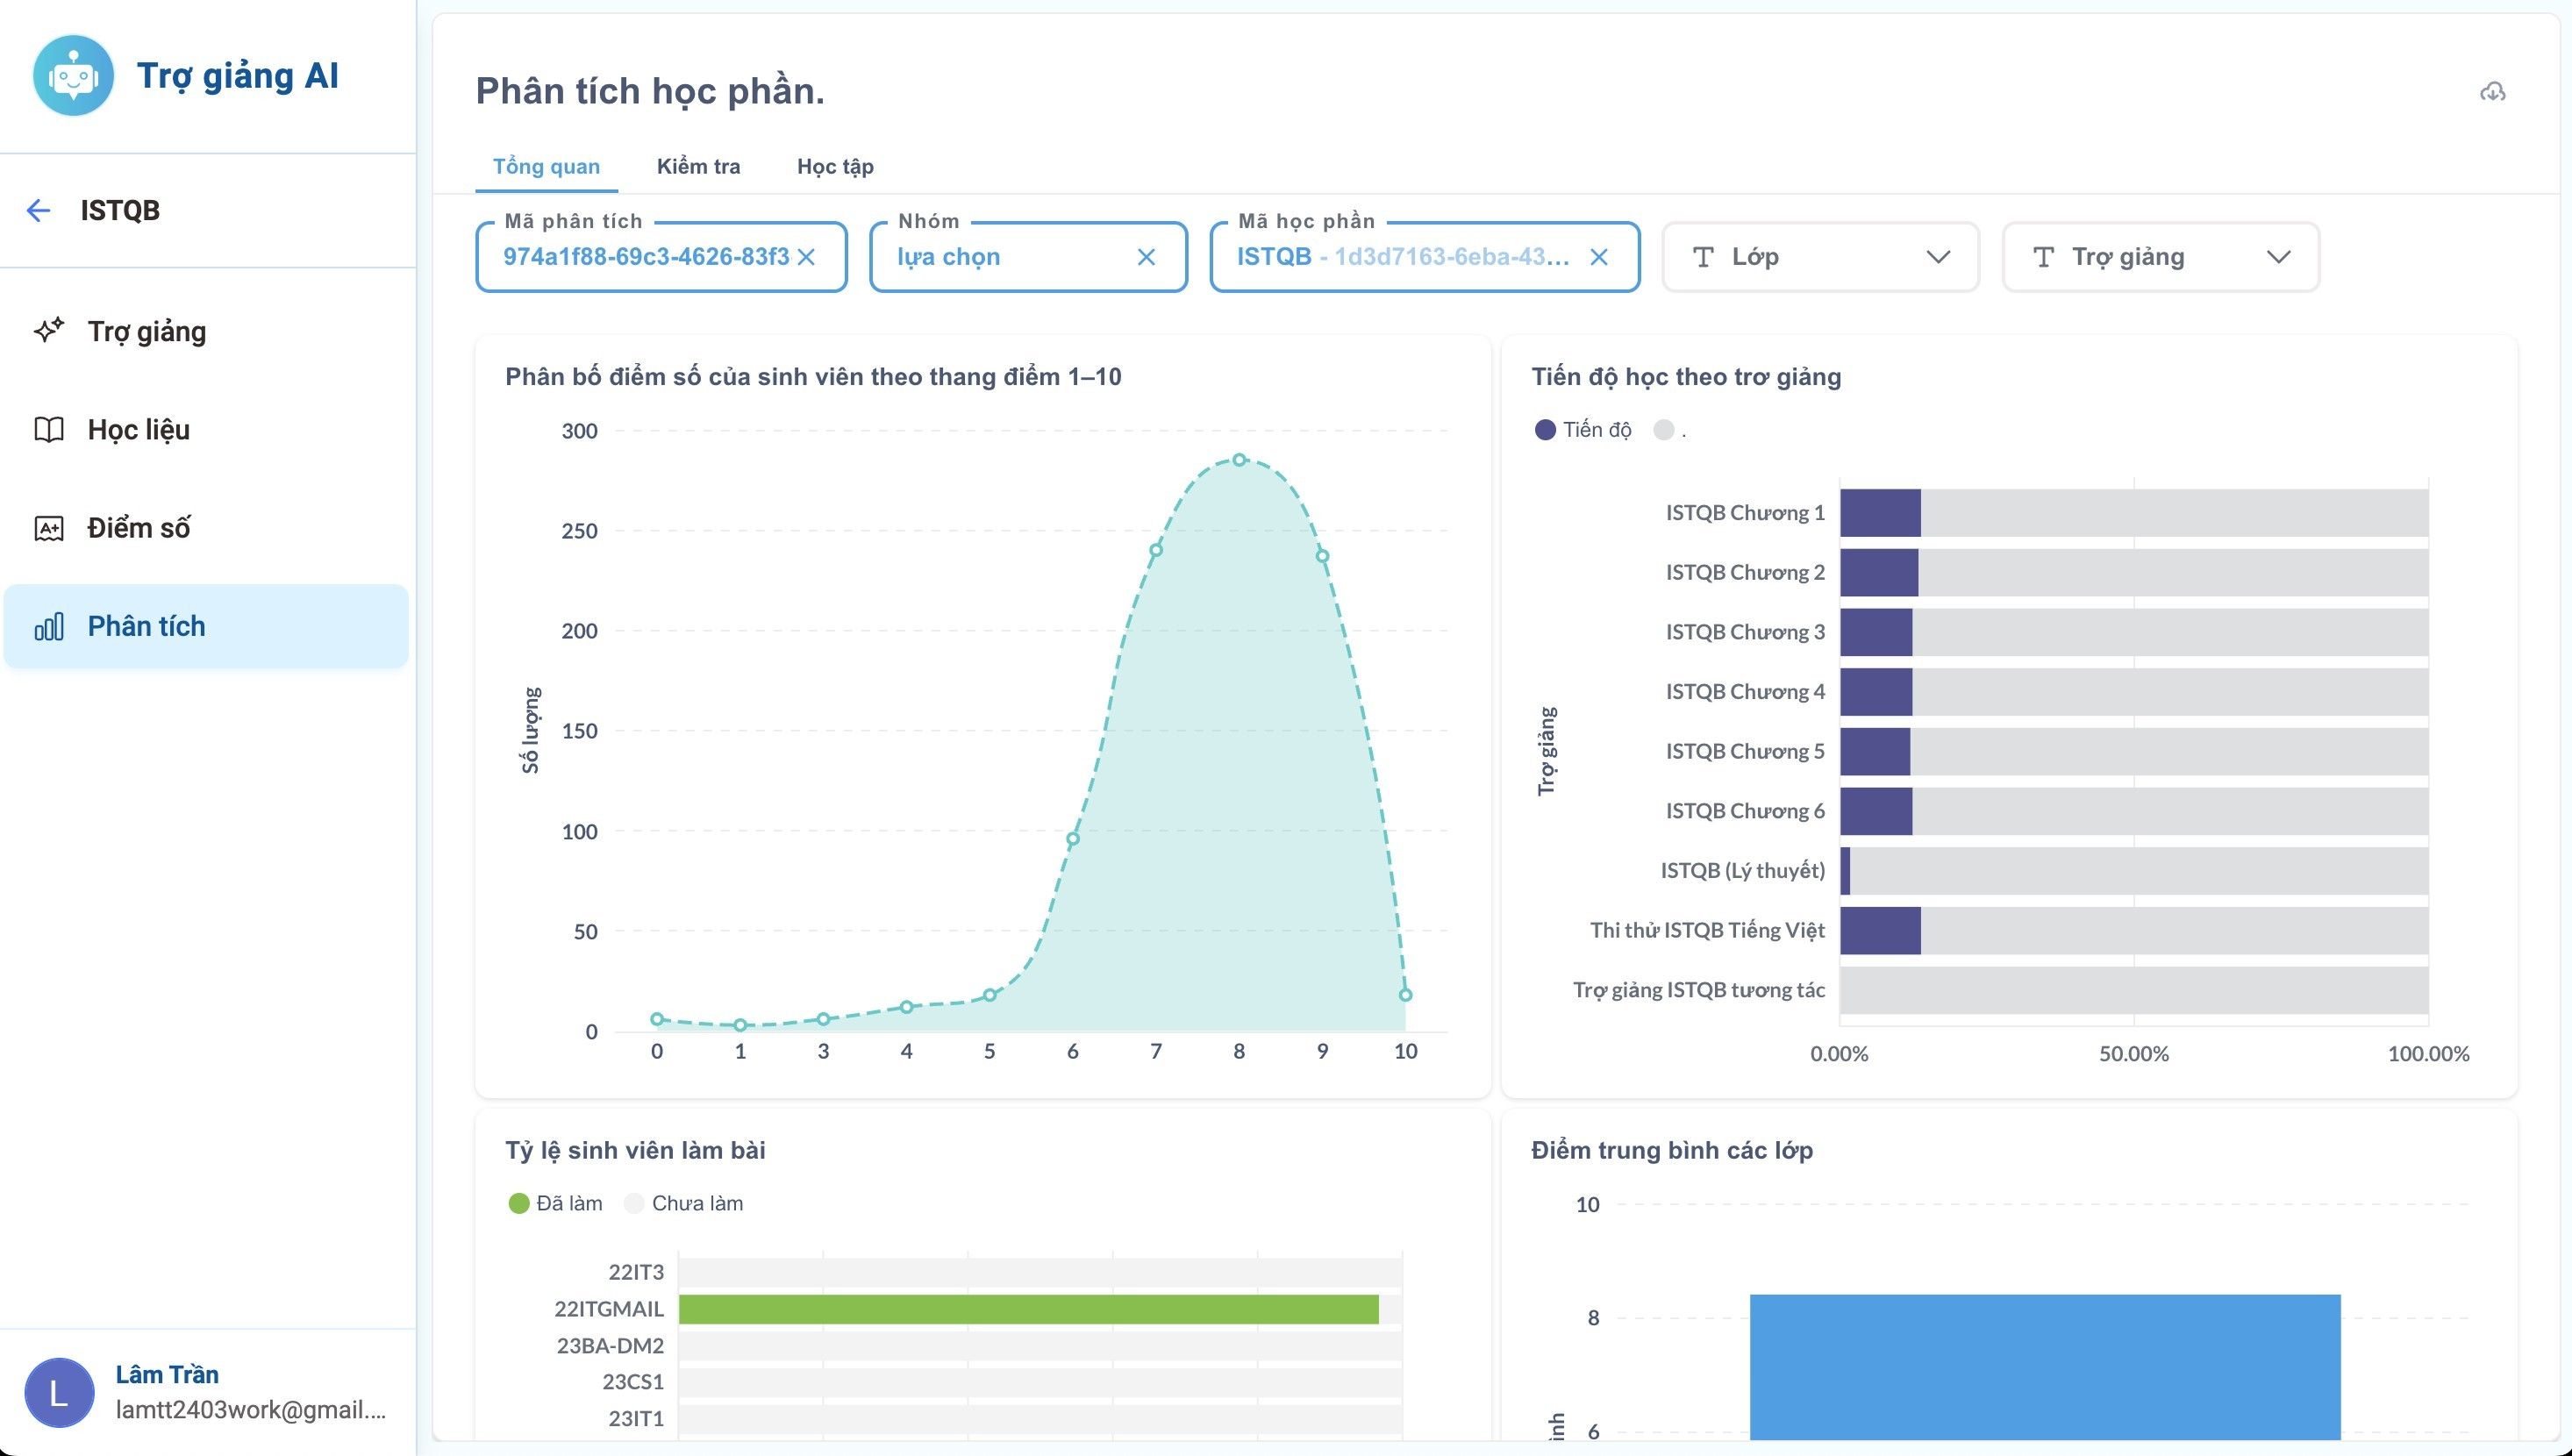 Trợ giảng AI
ISTQB
Trợ giảng
Học liệu
A+ Điểm số
Phân tích
L
Lâm Trần
lamtt2403work@gmail....
Phân tích học phần.
Tổng quan Kiểm tra Học tập
Mã phân tích
974a1f88-69c3-4626-83f3
Nhóm
lựa chọn
Mã học phần
ISTQB - 1d3d7163-6eba-43...
Lớp
Trợ giảng
Phân bố điểm số của sinh viên theo thang điểm 1–10
Số lượng
300
250
200
150
100
50
0
0 1 3 4 5 6 7 8 9 10
Tiến độ học theo trơ giảng
Tiến độ .
Trợ giảng
ISTQB Chương 1
ISTQB Chương 2
ISTQB Chương 3
ISTQB Chương 4
ISTQB Chương 5
ISTQB Chương 6
ISTQB (Lý thuyết)
Thi thử ISTQB Tiếng Việt
Trợ giảng ISTQB tương tác
0.00% 50.00% 100.00%
Tỷ lệ sinh viên làm bài
Đã làm Chưa làm
22IT3
22ITGMAIL
23BA-DM2
23CS1
23IT1
Điểm trung bình các lớp
10
8
6